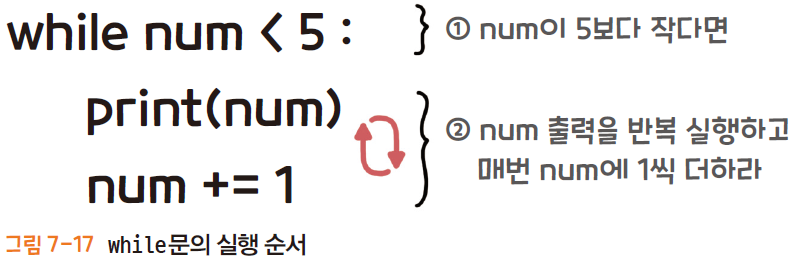 while num < 5 :
① num이 5보다 작다면
print(num)
② num 출력을 반복 실행하고
매번 num에 1씩 더하라
num += 1
그림 7-17 while문의 실행 순서